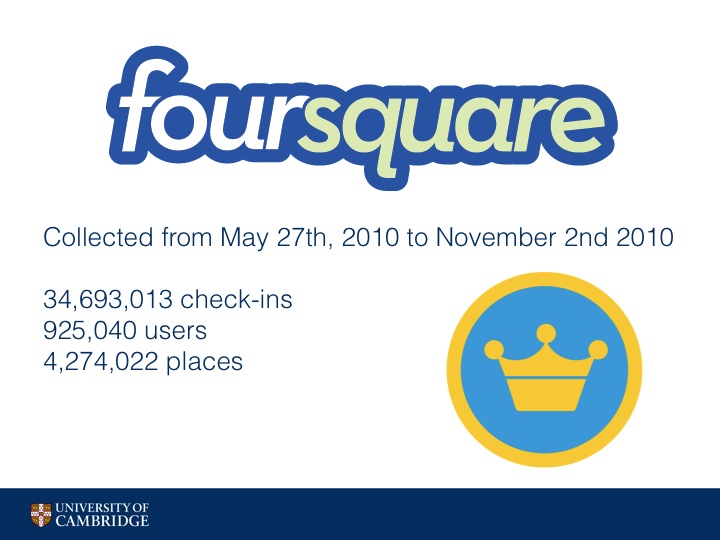 foursquare
Collected from May 27th, 2010 to November 2nd 2010
34,693,013 check-ins
925,040 users
4,274,022 places
UNIVERSITY OF
CAMBRIDGE